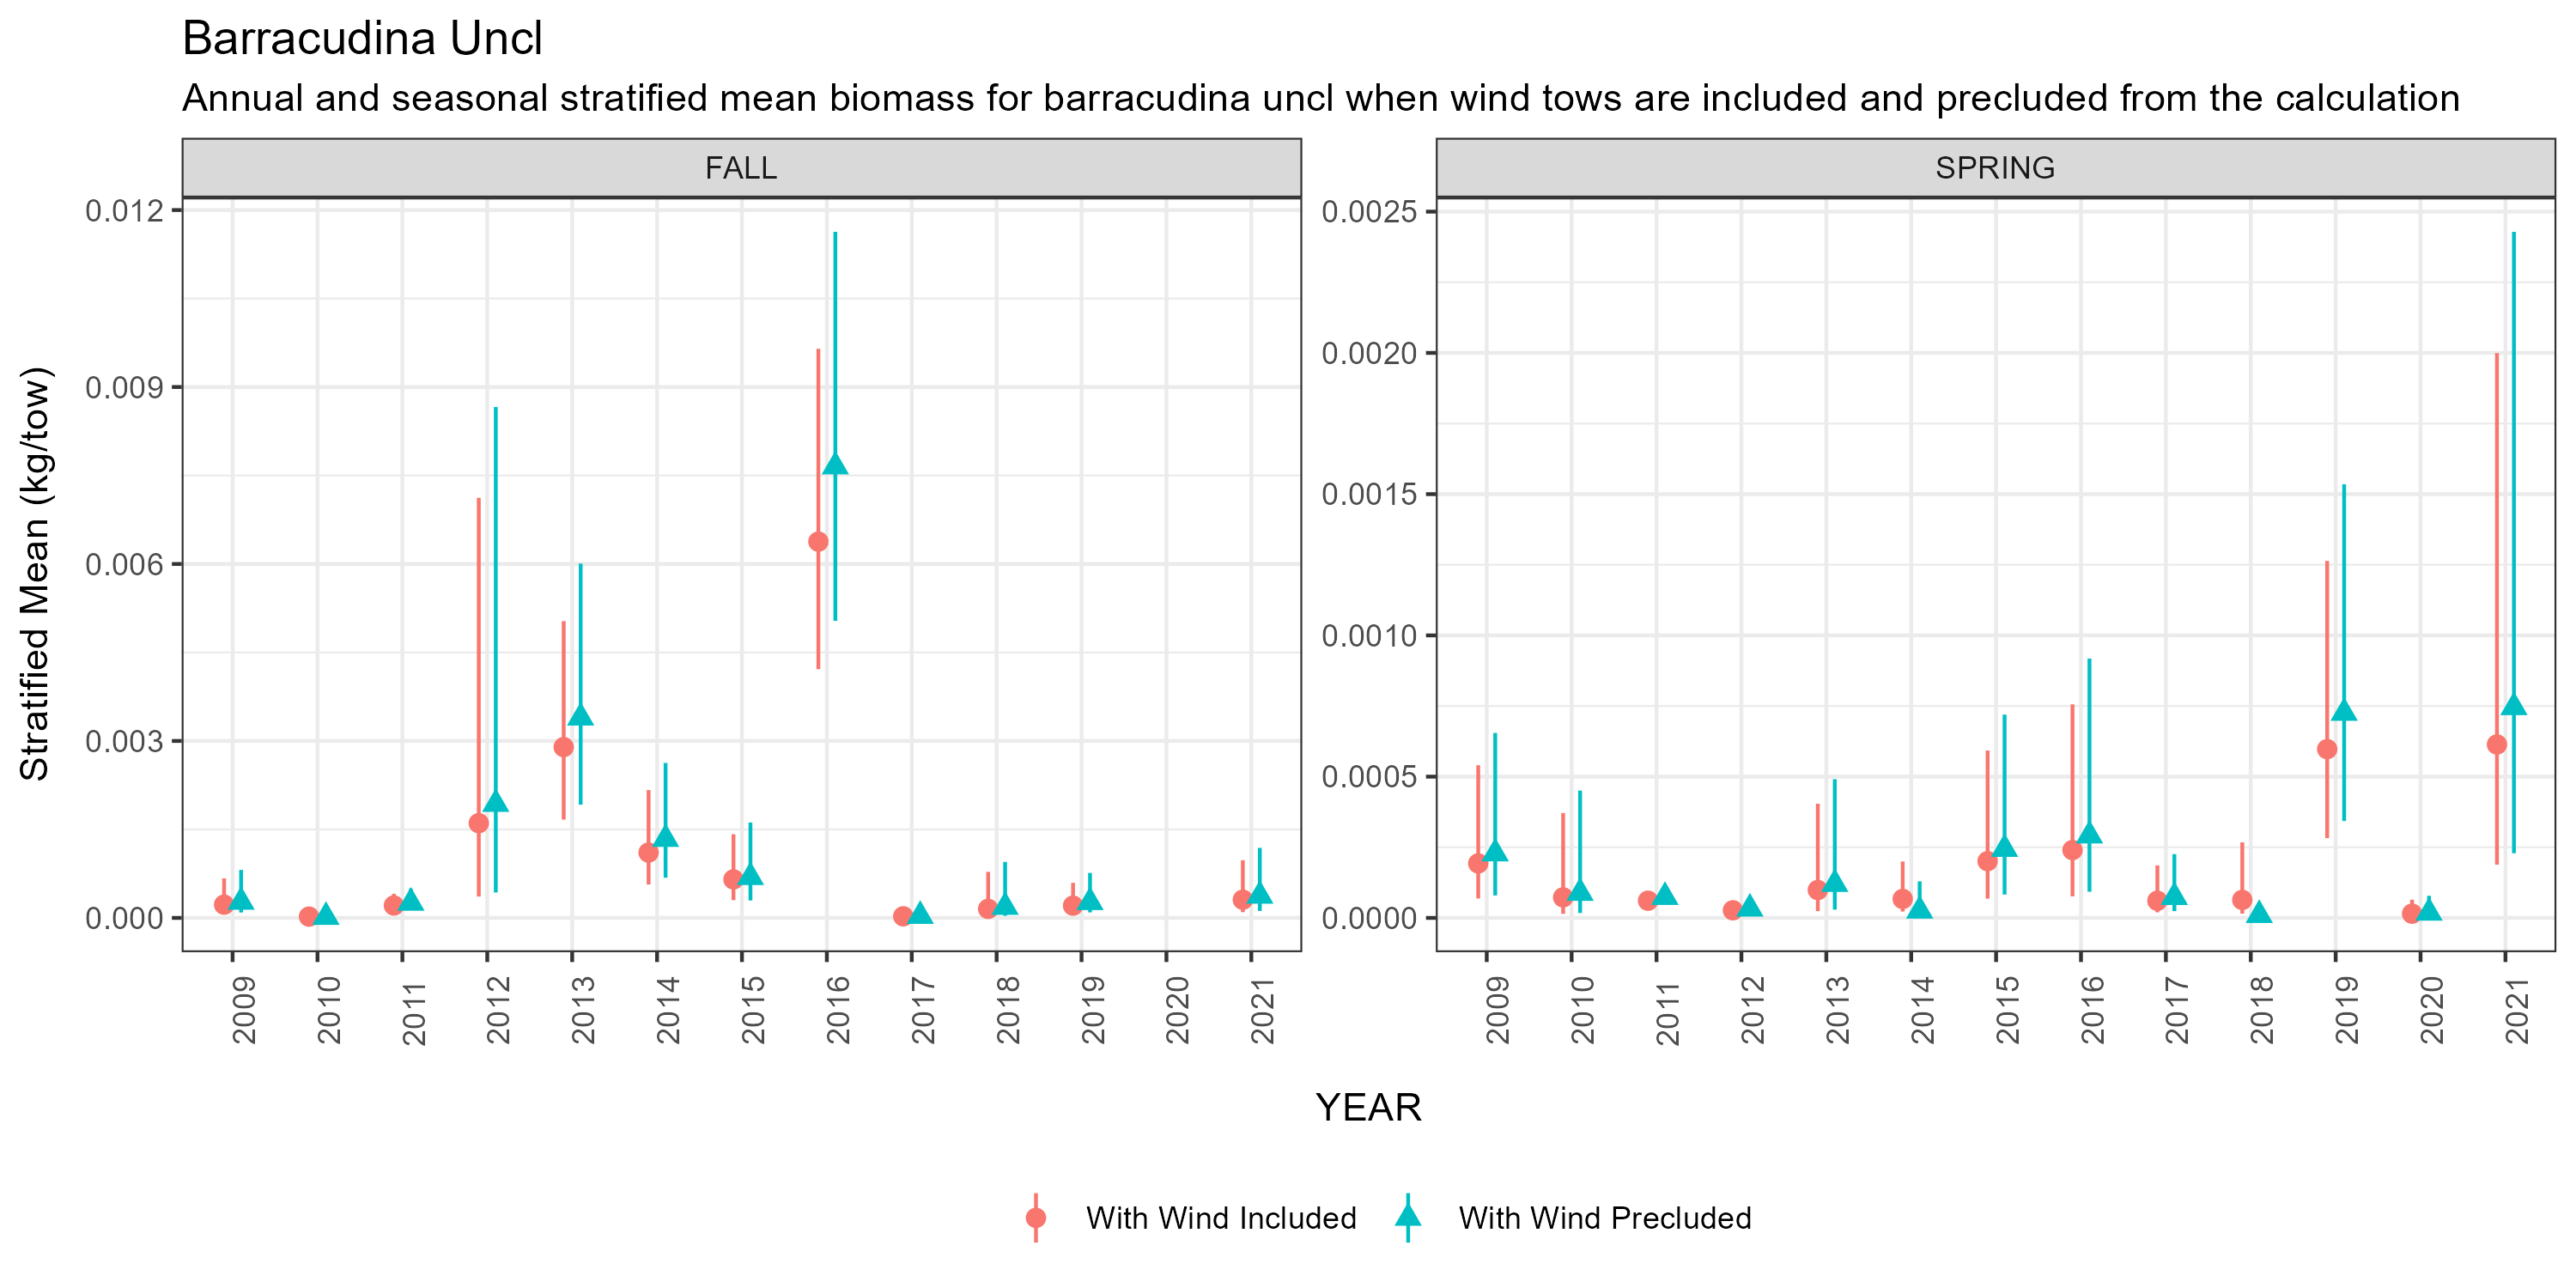 Barracudina Uncl
Annual and seasonal stratified mean biomass for barracudina uncl when wind tows are included and precluded from the calculation
FALL
SPRING
Stratified Mean (kg/tow)
0.012
0.009
0.006
0.003
0.000
0.0025
0.0020
0.0015
0.0010
0.0005
0.0000
2009 2010 2011 2012 2013 2014 2015 2016 2017 2018 2019 2020 2021
2009 2010 2011 2012 2013 2014 2015 2016 2017 2018 2019 2020 2021
YEAR
With Wind Included With Wind Precluded